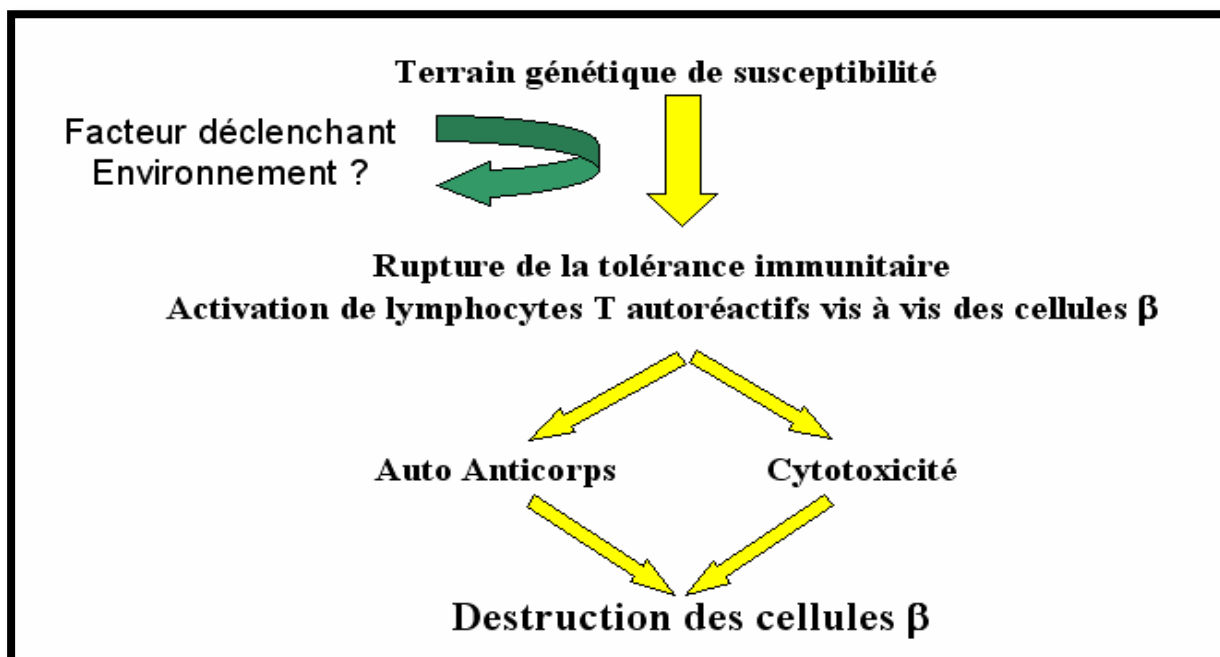 Terrain génétique de susceptibilité
Facteur déclenchant
Environnement ?
Rupture de la tolérance immunitaire
Activation de lymphocytes T autoréactifs vis à vis des cellules β
Auto Anticorps
Cytotoxicité
Destruction des cellules β